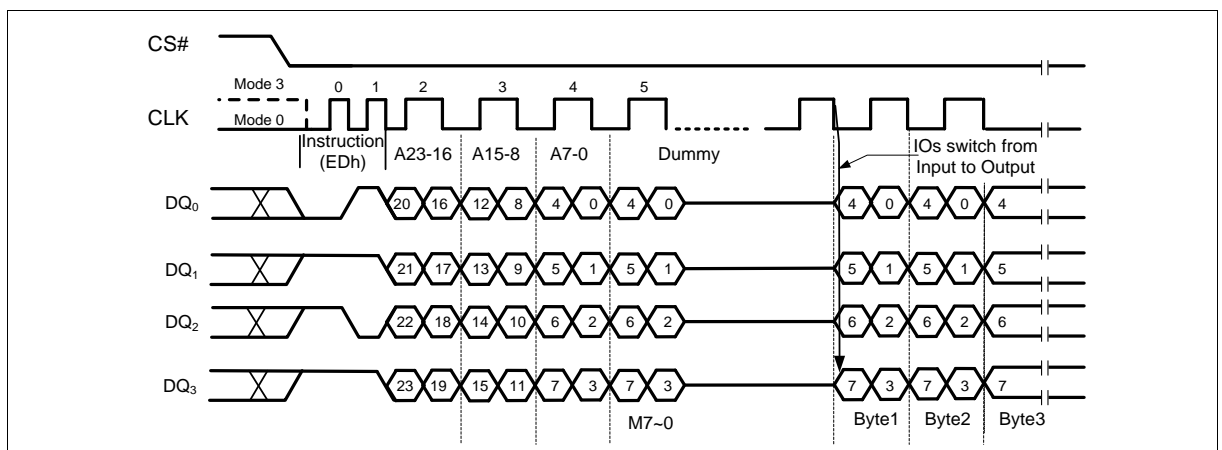 CS#
Mode 3
0 1 2 3 4 5
CLK
Mode 0
Instruction
(EDh)
A23-16 A15-8 A7-0 Dummy
IOs switch from
Input to Output
DQ0 20 16 12 8 4 0 4 0 4 0 4 0 4
DQ1 21 17 13 9 5 1 5 1 5 1 5 1 5
DQ2 22 18 14 10 6 2 6 2 6 2 6 2 6
DQ3 23 19 15 11 7 3 7 3 7 3 7 3 7
M7~0 Byte1 Byte2 Byte3